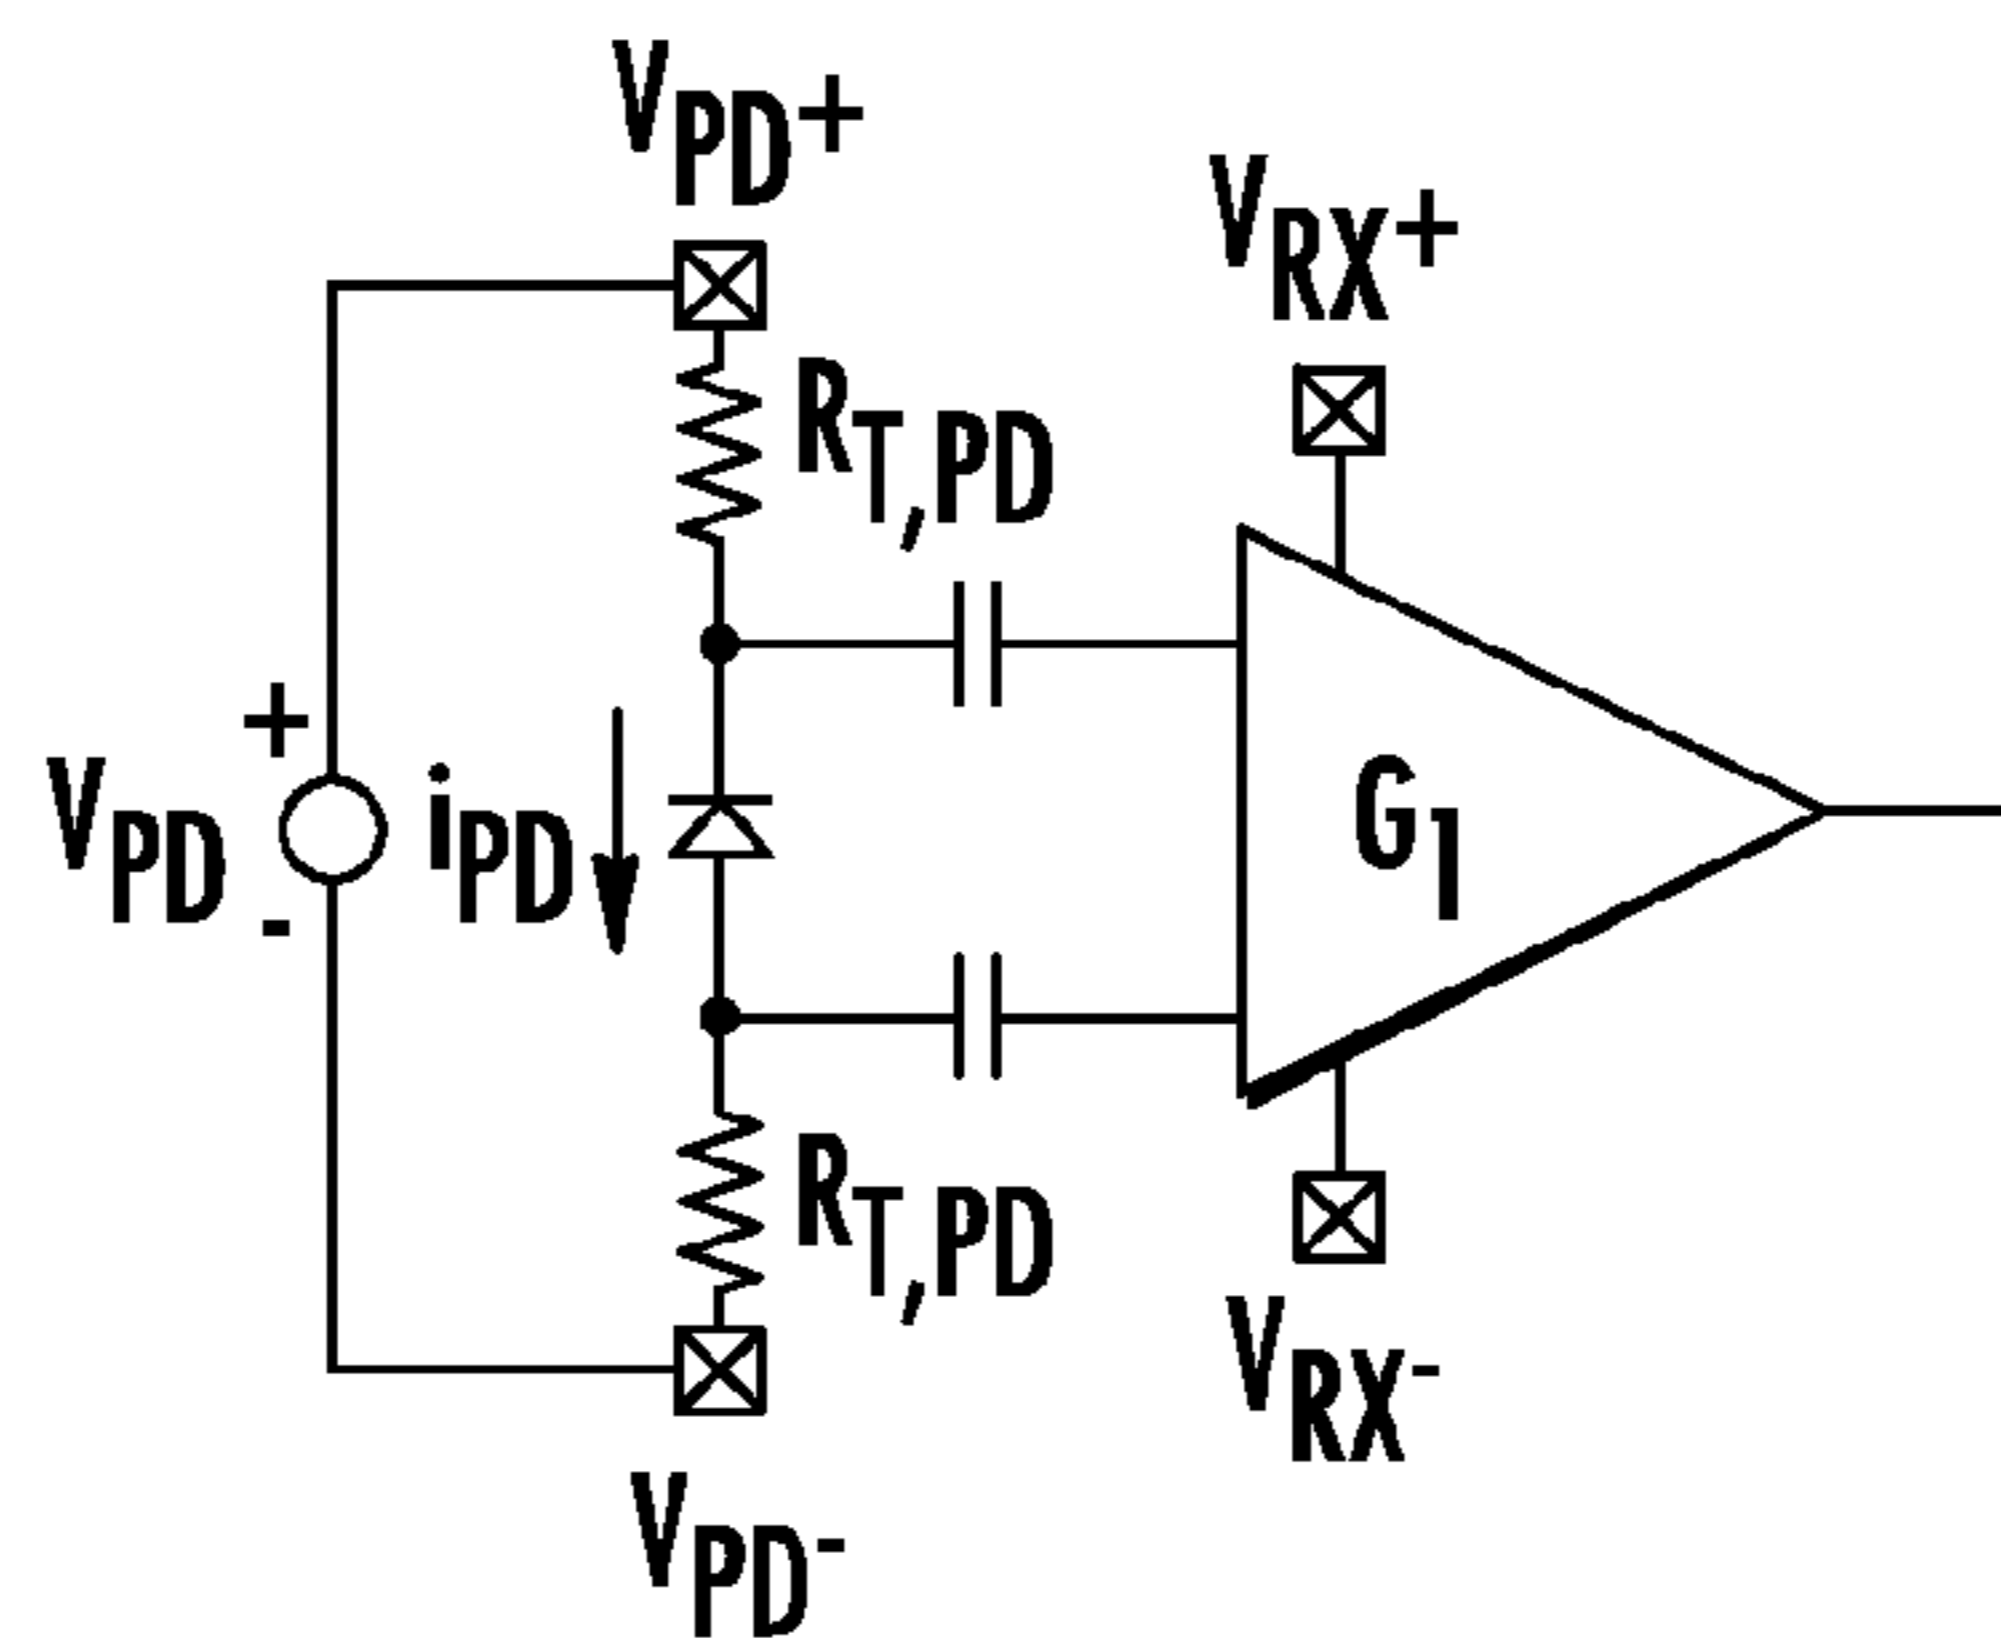 VPD+
VRX+
RT,PD
+
VPD
-
iPD
G1
RT,PD
VRX-
VPD-